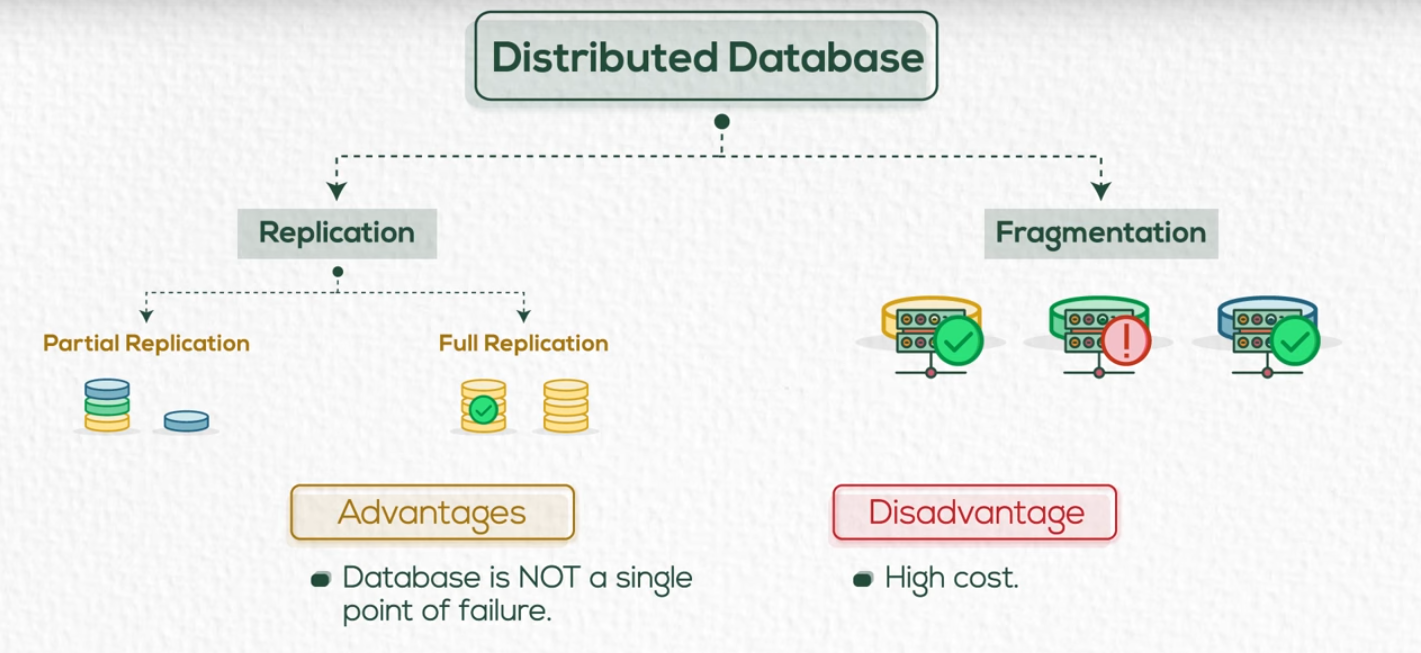 Distributed Database
Replication
Fragmentation
Partial Replication
Full Replication
Advantages
Disadvantage
Database is NOT a single
point of failure.
High cost.